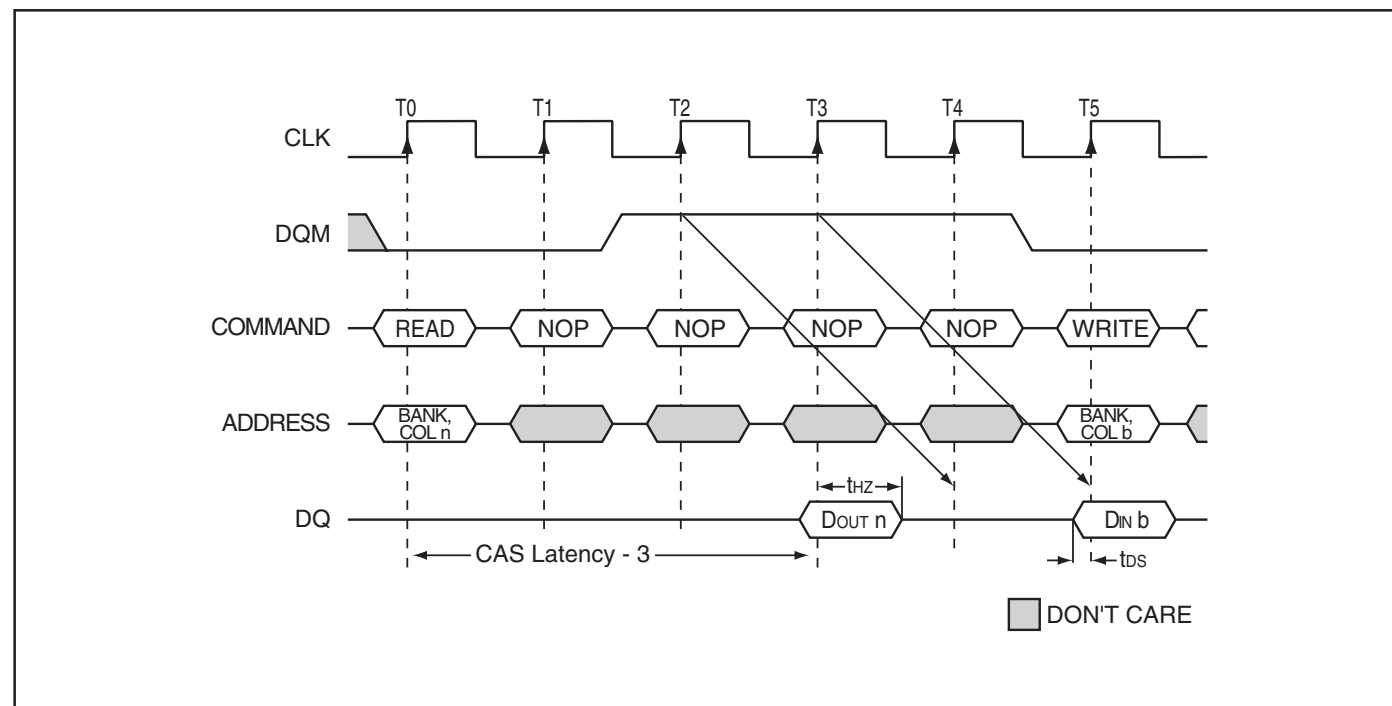 T0 T1 T2 T3 T4 T5
CLK
DQM
COMMAND READ NOP NOP NOP NOP WRITE
ADDRESS BANK, COL n BANK, COL b
tHZ
DQ DOUT n DIN b
CAS Latency - 3 tDS
DON'T CARE